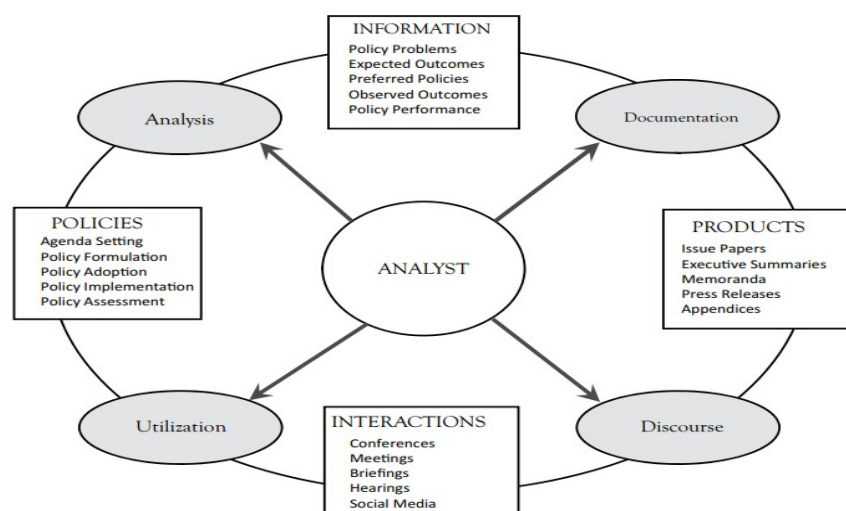 INFORMATION
Policy Problems
Expected Outcomes
Preferred Policies
Observed Outcomes
Policy Performance
Analysis
Documentation
POLICIES
Agenda Setting
Policy Formulation
Policy Adoption
Policy Implementation
Policy Assessment
ANALYST
PRODUCTS
Issue Papers
Executive Summaries
Memoranda
Press Releases
Appendices
Utilization
INTERACTIONS
Conferences
Meetings
Briefings
Hearings
Social Media
Discourse